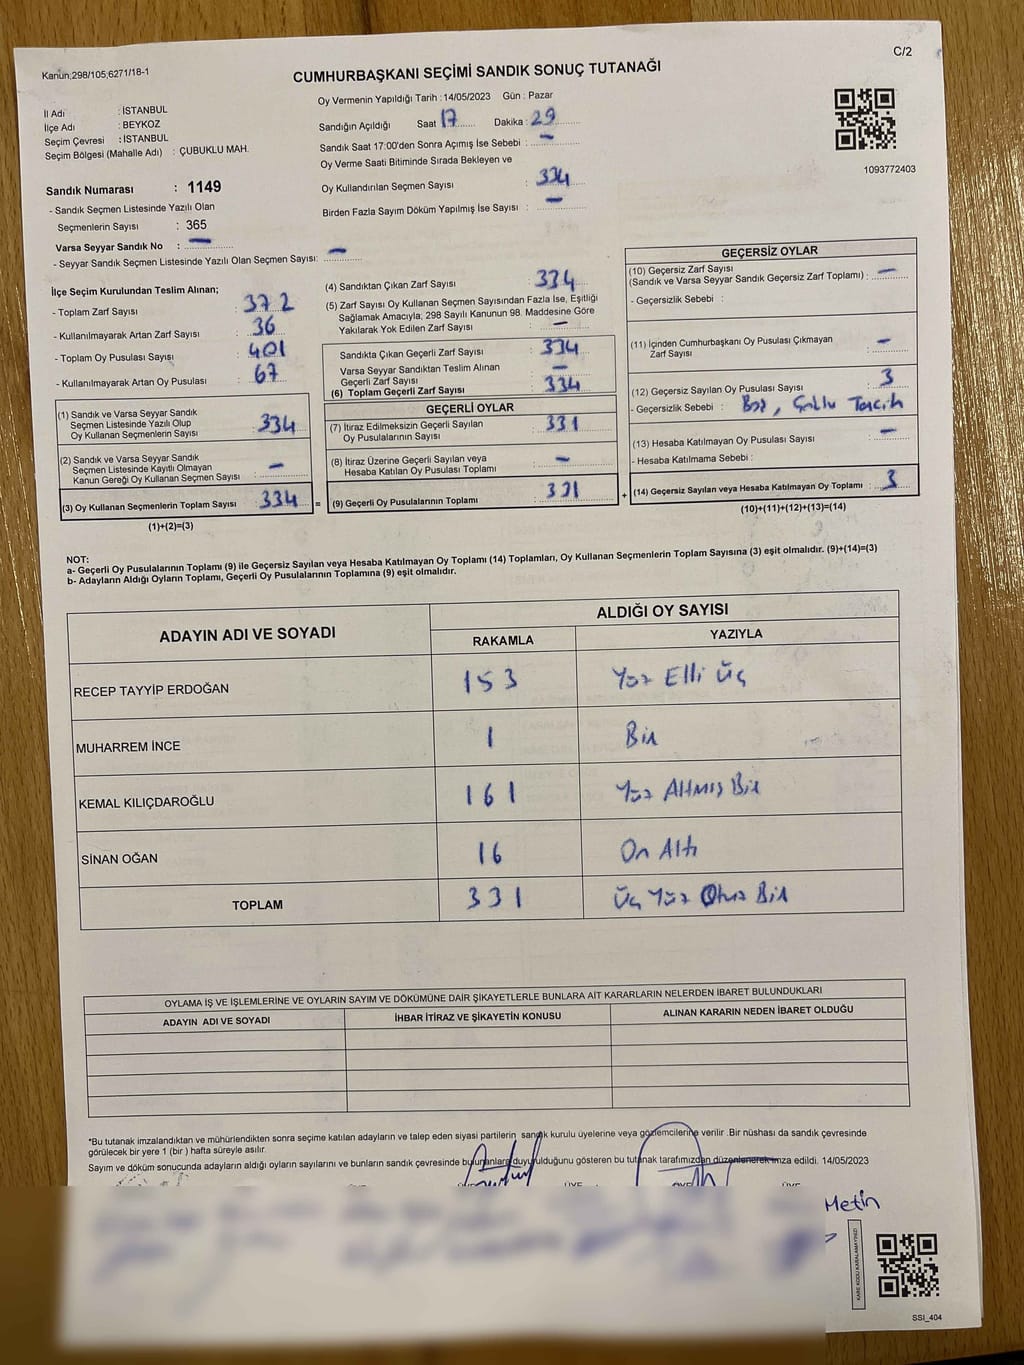 C/2
Kanun;298/105;6271/18-1
CUMHURBAŞKANI SEÇİMİ SANDIK SONUÇ TUTANAĞI
Oy Vermenin Yapıldığı Tarih : 14/05/2023 Gün : Pazar
İl Adı : İSTANBUL
İlçe Adı : BEYKOZ
Seçim Çevresi : İSTANBUL
Seçim Bölgesi (Mahalle Adı) : ÇUBUKLU MAH.
Sandık Numarası : 1149
- Sandık Seçmen Listesinde Yazılı Olan
Seçmenlerin Sayısı : 365
Varsa Seyyar Sandık No : -
- Seyyar Sandık Seçmen Listesinde Yazılı Olan Seçmen Sayısı: -
Sandığın Açıldığı Saat 17 Dakika : 29
Sandık Saat 17:00'den Sonra Açımış İse Sebebi : -
Oy Verme Saati Bitiminde Sırada Bekleyen ve
Oy Kullandırılan Seçmen Sayısı : 334
Birden Fazla Sayım Döküm Yapılmış İse Sayısı : -
1093772403
İlçe Seçim Kurulundan Teslim Alınan;
- Toplam Zarf Sayısı : 372
- Kullanılmayarak Artan Zarf Sayısı : 36
- Toplam Oy Pusulası Sayısı : 401
- Kullanılmayarak Artan Oy Pusulası : 67
(1) Sandık ve Varsa Seyyar Sandık
Seçmen Listesinde Yazılı Olup
Oy Kullanan Seçmenlerin Sayısı : 334
(2) Sandık ve Varsa Seyyar Sandık
Seçmen Listesinde Kayıtlı Olmayan
Kanun Gereği Oy Kullanan Seçmen Sayısı : -
(3) Oy Kullanan Seçmenlerin Toplam Sayısı : 334 =
(1)+(2)=(3)
(4) Sandıktan Çıkan Zarf Sayısı : 334
(5) Zarf Sayısı Oy Kullanan Seçmen Sayısından Fazla İse, Eşitliği
Sağlamak Amacıyla; 298 Sayılı Kanunun 98. Maddesine Göre
Yakılarak Yok Edilen Zarf Sayısı : -
Sandıkta Çıkan Geçerli Zarf Sayısı : 334
Varsa Seyyar Sandıktan Teslim Alınan
Geçerli Zarf Sayısı : -
(6) Toplam Geçerli Zarf Sayısı : 334
GEÇERLİ OYLAR
(7) İtiraz Edilmeksizin Geçerli Sayılan
Oy Pusulalarının Sayısı : 331
(8) İtiraz Üzerine Geçerli Sayılan veya
Hesaba Katılan Oy Pusulası Toplamı : -
(9) Geçerli Oy Pusulalarının Toplamı : 331 +
GEÇERSİZ OYLAR
(10) Geçersiz Zarf Sayısı
(Sandık ve Varsa Seyyar Sandık Geçersiz Zarf Toplamı) : -
- Geçersizlik Sebebi :
(11) İçinden Cumhurbaşkanı Oy Pusulası Çıkmayan
Zarf Sayısı : -
(12) Geçersiz Sayılan Oy Pusulası Sayısı : 3
- Geçersizlik Sebebi : Boş, Çoklu Tercih
(13) Hesaba Katılmayan Oy Pusulası Sayısı : -
- Hesaba Katılmama Sebebi :
(14) Geçersiz Sayılan veya Hesaba Katılmayan Oy Toplamı : 3
(10)+(11)+(12)+(13)=(14)
NOT:
a- Geçerli Oy Pusulalarının Toplamı (9) ile Geçersiz Sayılan veya Hesaba Katılmayan Oy Toplamı (14) Toplamları, Oy Kullanan Seçmenlerin Toplam Sayısına (3) eşit olmalıdır. (9)+(14)=(3)
b- Adayların Aldığı Oyların Toplamı, Geçerli Oy Pusulalarının Toplamına (9) eşit olmalıdır.
ADAYIN ADI VE SOYADI
ALDIĞI OY SAYISI
RAKAMLA YAZIYLA
RECEP TAYYİP ERDOĞAN 153 Yüz Elli Üç
MUHARREM İNCE 1 Bir
KEMAL KILIÇDAROĞLU 161 Yüz Altmış Bir
SİNAN OĞAN 16 On Altı
TOPLAM 331 Üç Yüz Otuz Bir
OYLAMA İŞ VE İŞLEMLERİNE VE OYLARIN SAYIM VE DÖKÜMÜNE DAİR ŞİKAYETLERLE BUNLARA AİT KARARLARIN NELERDEN İBARET BULUNDUKLARI
ADAYIN ADI VE SOYADI İHBAR İTİRAZ VE ŞİKAYETİN KONUSU ALINAN KARARIN NEDEN İBARET OLDUĞU
*Bu tutanak imzalandıktan ve mühürlendikten sonra seçime katılan adayların ve talep eden siyasi partilerin sandık kurulu üyelerine veya gözlemcilerine verilir .Bir nüshası da sandık çevresinde
görülecek bir yere 1 (bir ) hafta süreyle asılır.
Sayım ve döküm sonucunda adayların aldığı oyların sayılarını ve bunların sandık çevresinde bulunanlara duyurulduğunu gösteren bu tutanak tarafımızdan düzenlenerek imza edildi. 14/05/2023
ÜYE ÜYE ÜYE
Metin
KARE KODU KARALAMAYINIZ!
SSI_404